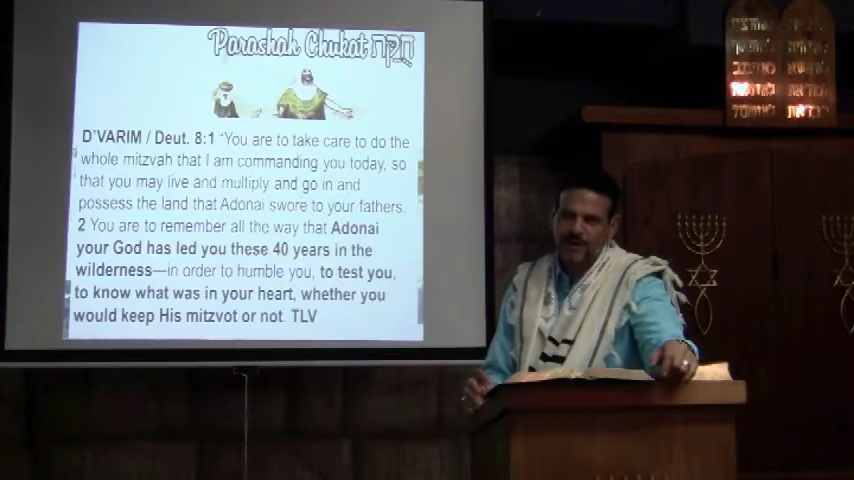 Parashah Chukat חֻקַּת
D'VARIM / Deut. 8:1 "You are to take care to do the
whole mitzvah that I am commanding you today, so
that you may live and multiply and go in and
possess the land that Adonai swore to your fathers.
2 You are to remember all the way that Adonai
your God has led you these 40 years in the
wilderness—in order to humble you, to test you,
to know what was in your heart, whether you
would keep His mitzvot or not. TLV